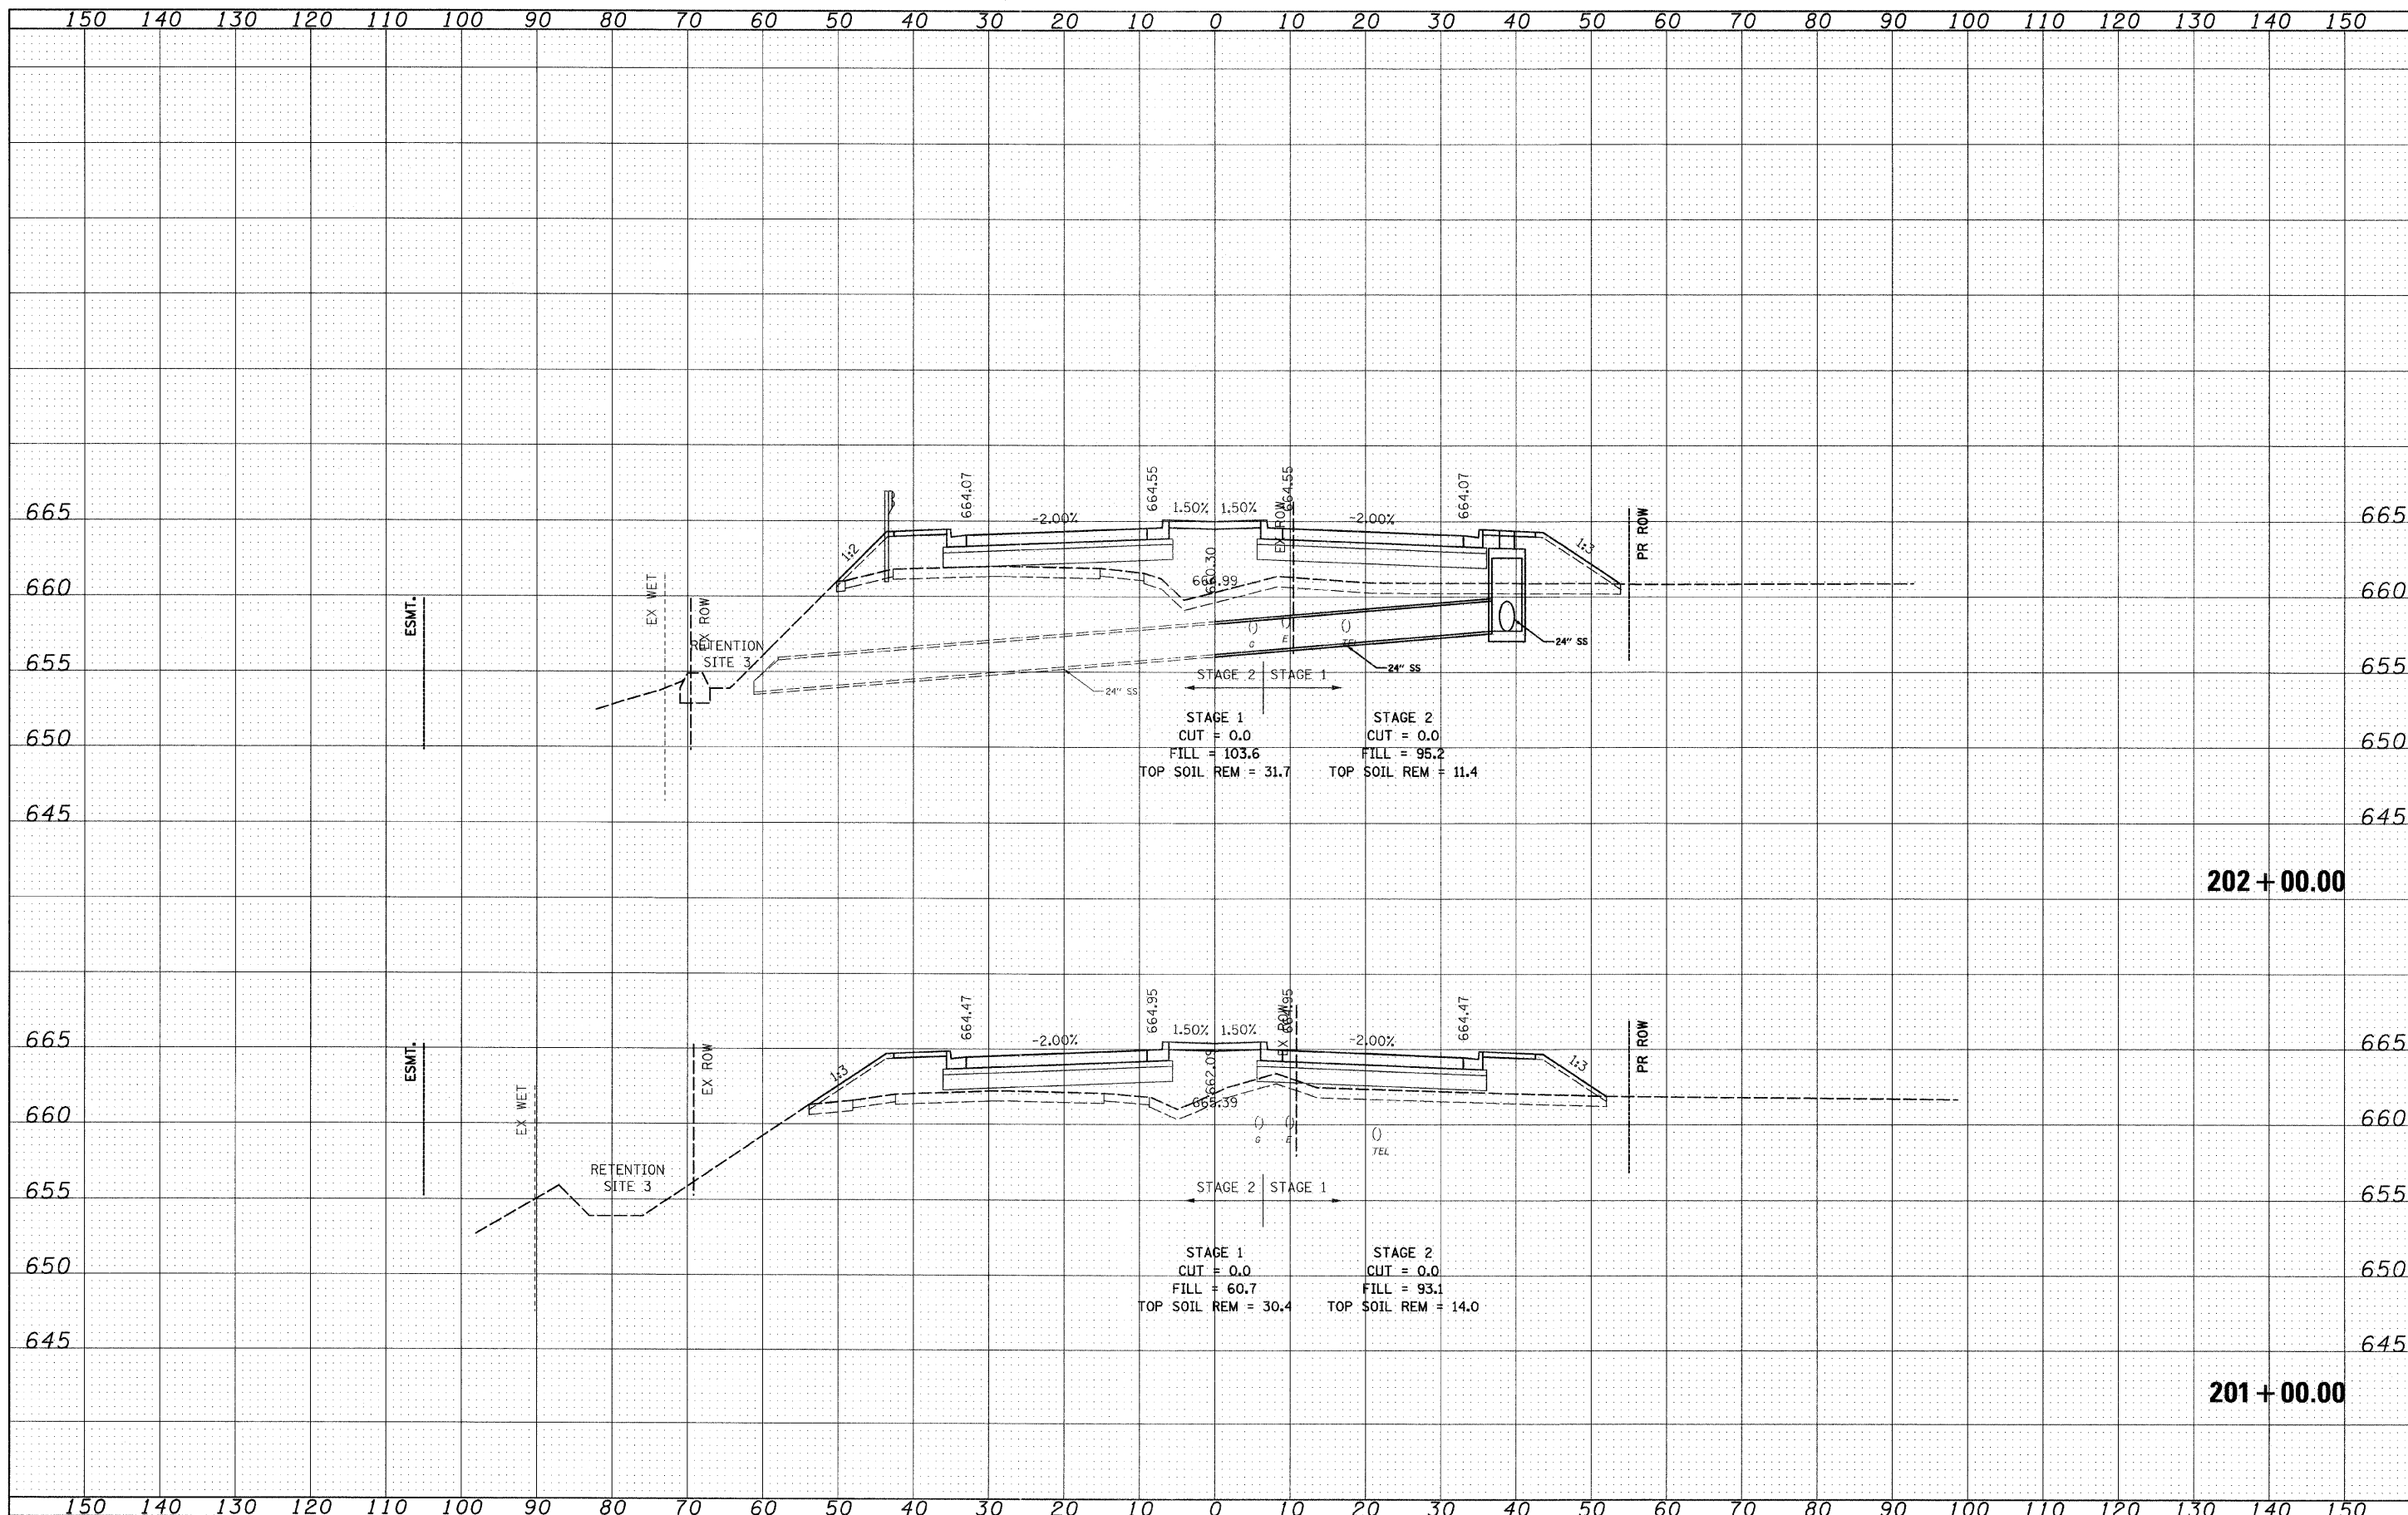 150 140 130 120 110 100 90 80 70 60 50 40 30 20 10 0 10 20 30 40 50 60 70 80 90 100 110 120 130 140 150
664.07 664.55 664.55 664.07
665 -2.00% 1.50% 1.50% EX ROW -2.00% PR ROW 665
1:2 1:3
660 ESMT. EX WET EX ROW 660.30 660
RETENTION G E TEL 24" SS
SITE 3
655 24" SS 655
24" SS STAGE 2 STAGE 1
STAGE 1 STAGE 2
650 CUT = 0.0 CUT = 0.0 650
FILL = 103.6 FILL = 95.2
TOP SOIL REM = 31.7 TOP SOIL REM = 11.4
645 645
202 + 00.00
664.47 664.95 664.95 664.47
665 ESMT. EX ROW -2.00% 1.50% 1.50% EX ROW -2.00% PR ROW 665
1:3 662.09 1:3
660 EX WET 665.39 660
G E TEL
RETENTION
655 SITE 3 STAGE 2 STAGE 1 655
STAGE 1 STAGE 2
650 CUT = 0.0 CUT = 0.0 650
FILL = 60.7 FILL = 93.1
TOP SOIL REM = 30.4 TOP SOIL REM = 14.0
645 645
201 + 00.00
150 140 130 120 110 100 90 80 70 60 50 40 30 20 10 0 10 20 30 40 50 60 70 80 90 100 110 120 130 140 150